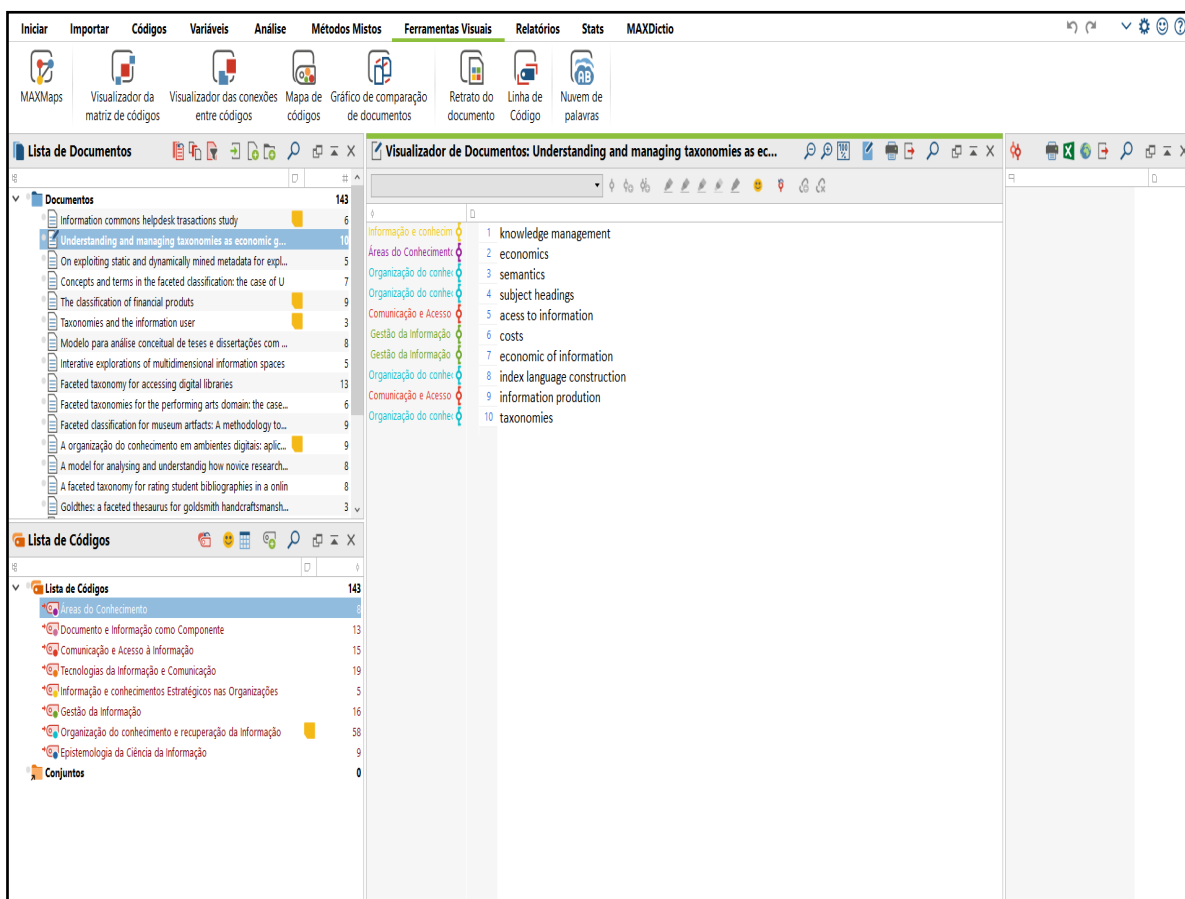 Iniciar Importar Códigos Variáveis Análise Métodos Mistos Ferramentas Visuais Relatórios Stats MAXDictio
MAXMaps Visualizador da matriz de códigos Visualizador das conexões entre códigos Mapa de códigos Gráfico de comparação de documentos Retrato do documento Linha de Código Nuvem de palavras
Lista de Documentos
Documentos 143
Information commons helpdesk trasactions study 6
Understanding and managing taxonomies as economic g... 10
On exploiting static and dynamically mined metadata for expl... 5
Concepts and terms in the faceted classification: the case of U 7
The classification of financial produts 9
Taxonomies and the information user 3
Modelo para análise conceitual de teses e dissertações com ... 8
Interative explorations of multidimensional information spaces 5
Faceted taxonomy for accessing digital libraries 13
Faceted taxonomies for the performing arts domain: the case... 6
Faceted classification for museum artfacts: A methodology to... 9
A organização do conhecimento em ambientes digitais: aplic... 9
A model for analysing and understandig how novice research... 8
A faceted taxonomy for rating student bibliographies in a onlin 8
Goldthes: a faceted thesaurus for goldsmith handcraftsmansh... 3
Lista de Códigos
Lista de Códigos 143
Áreas do Conhecimento 8
Documento e Informação como Componente 13
Comunicação e Acesso à Informação 15
Tecnologias da Informação e Comunicação 19
Informação e conhecimentos Estratégicos nas Organizações 5
Gestão da Informação 16
Organização do conhecimento e recuperação da Informação 58
Epistemologia da Ciência da Informação 9
Conjuntos 0
Visualizador de Documentos: Understanding and managing taxonomies as ec...
Informação e conhecim 1 knowledge management
Áreas do Conhecimento 2 economics
Organização do conhec 3 semantics
Organização do conhec 4 subject headings
Comunicação e Acesso 5 acess to information
Gestão da Informação 6 costs
Gestão da Informação 7 economic of information
Organização do conhec 8 index language construction
Comunicação e Acesso 9 information prodution
Organização do conhec 10 taxonomies